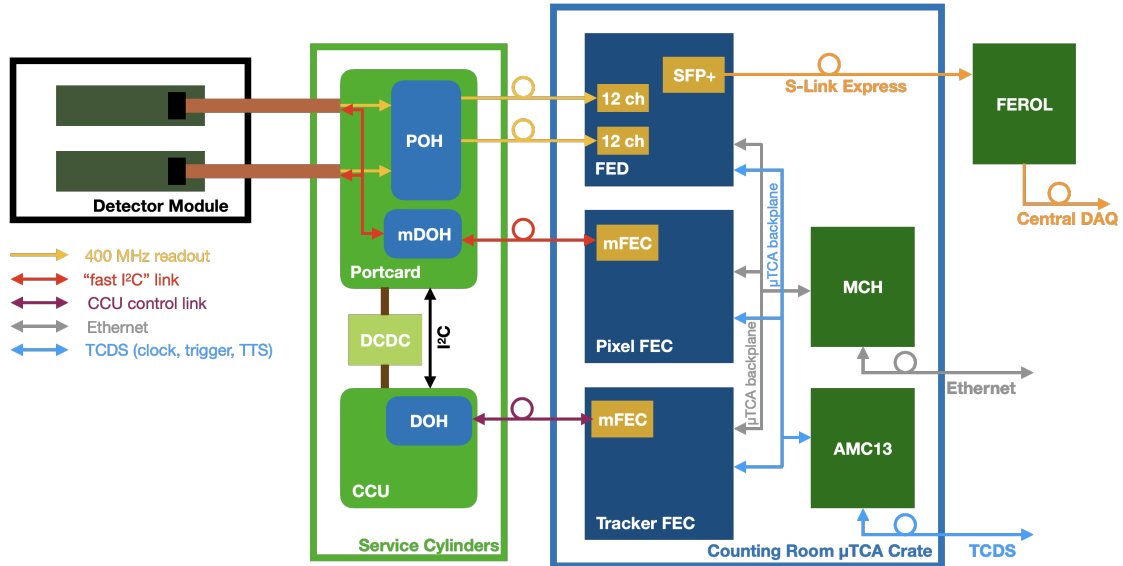 Detector Module
400 MHz readout
“fast I²C” link
CCU control link
Ethernet
TCDS (clock, trigger, TTS)
POH
mDOH
Portcard
DCDC
I²C
DOH
CCU
Service Cylinders
SFP+
12 ch
12 ch
FED
mFEC
Pixel FEC
mFEC
Tracker FEC
µTCA backplane
µTCA backplane
MCH
AMC13
Counting Room µTCA Crate
S-Link Express
FEROL
Central DAQ
Ethernet
TCDS